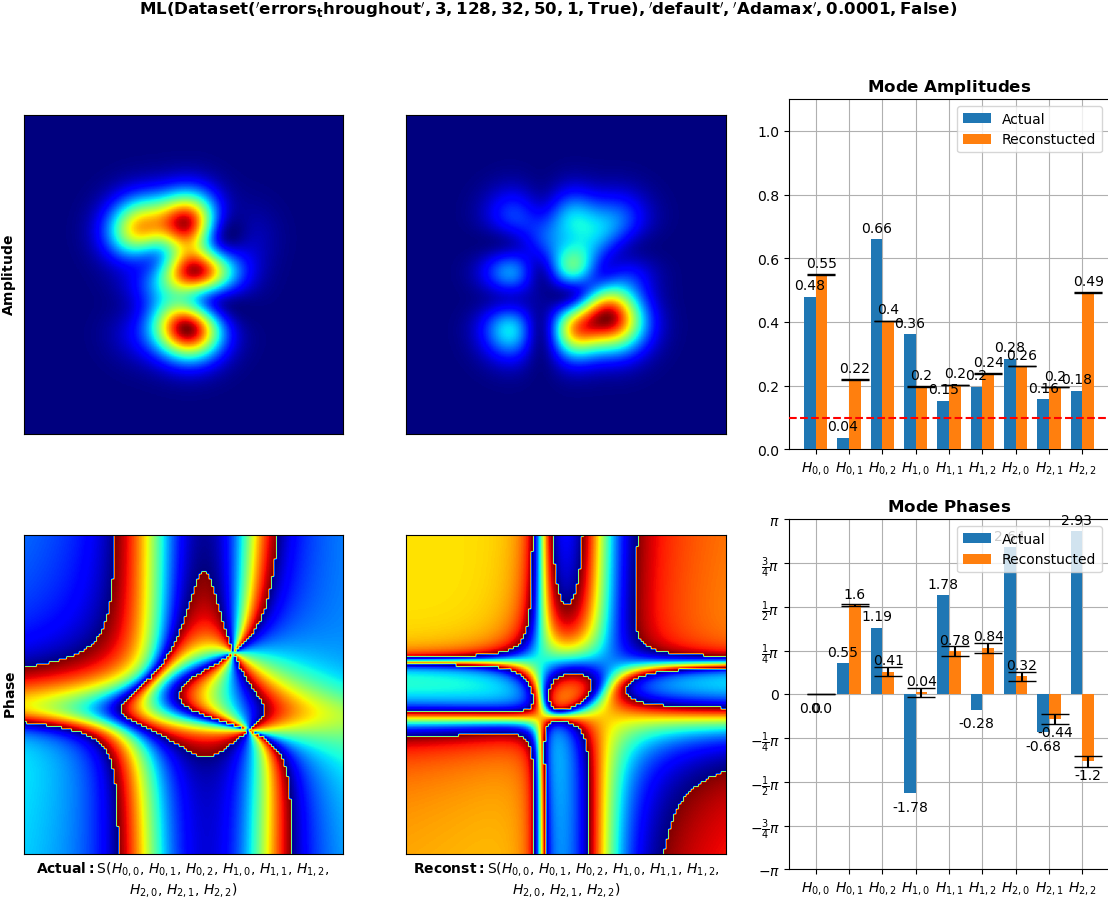 ML(Dataset('errors_throughout', 3, 128, 32, 50, 1, True), 'default', 'Adamax', 0.0001, False)
Amplitude
Mode Amplitudes
Actual
Reconstucted
1.0
0.8
0.6
0.4
0.2
0.0
0.48
0.55
0.04
0.22
0.66
0.4
0.36
0.2
0.15
0.2
0.2
0.24
0.28
0.26
0.16
0.2
0.18
0.49
H0,0 H0,1 H0,2 H1,0 H1,1 H1,2 H2,0 H2,1 H2,2
Phase
Mode Phases
Actual
Reconstucted
π
3/4π
1/2π
1/4π
0
−1/4π
−1/2π
−3/4π
−π
0.0
0.0
0.55
1.6
1.19
0.41
-1.78
0.04
1.78
0.78
-0.28
0.84
0.32
-0.68
-0.44
2.93
-1.2
H0,0 H0,1 H0,2 H1,0 H1,1 H1,2 H2,0 H2,1 H2,2
Actual: S(H0,0, H0,1, H0,2, H1,0, H1,1, H1,2,
H2,0, H2,1, H2,2)
Reconst: S(H0,0, H0,1, H0,2, H1,0, H1,1, H1,2,
H2,0, H2,1, H2,2)